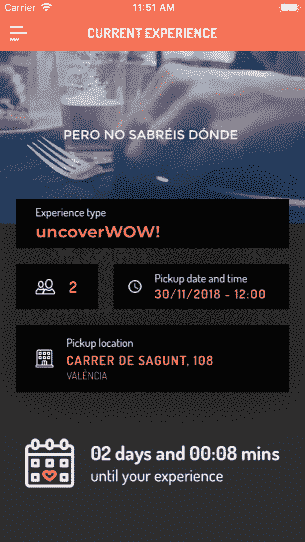 Carrier 11:51 AM
CURRENT EXPERIENCE
PERO NO SABRÉIS DÓNDE
Experience type
uncoverWOW!
2
Pickup date and time
30/11/2018 - 12:00
Pickup location
CARRER DE SAGUNT, 108
VALÈNCIA
02 days and 00:08 mins
until your experience